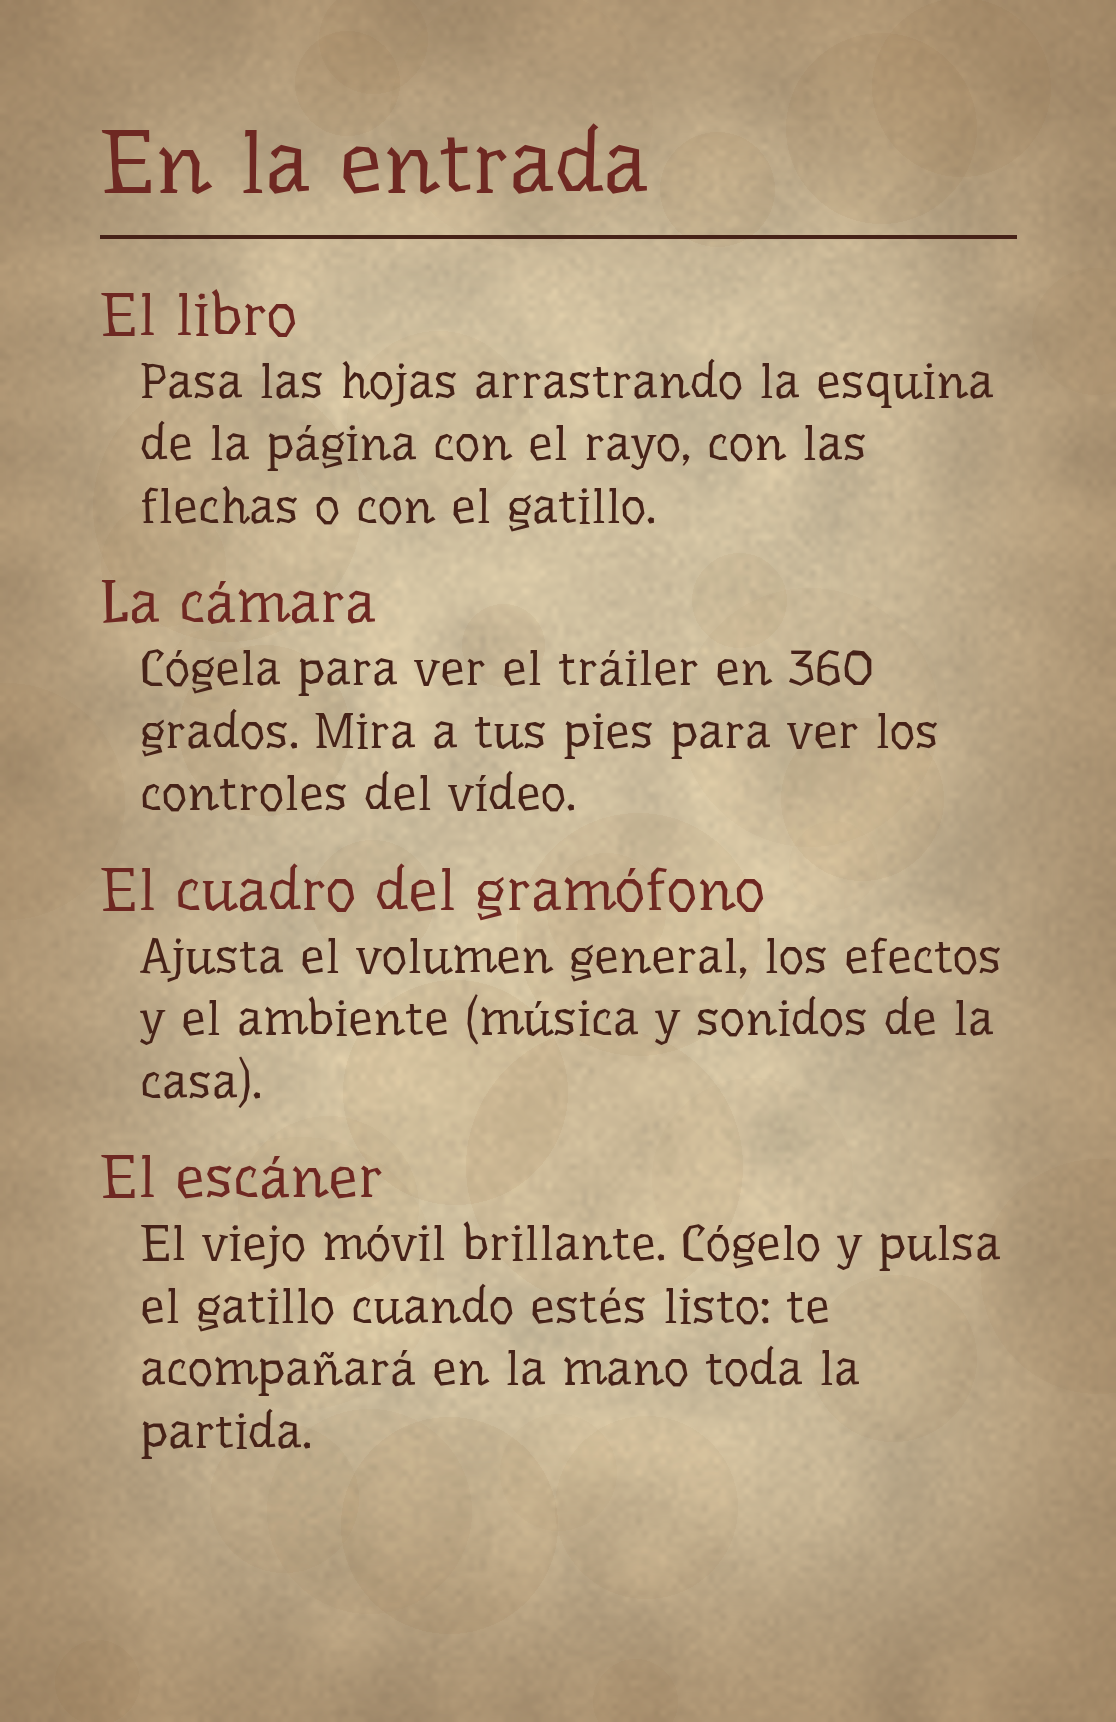 En la entrada
El libro
Pasa las hojas arrastrando la esquina
de la página con el rayo, con las
flechas o con el gatillo.
La cámara
Cógela para ver el tráiler en 360
grados. Mira a tus pies para ver los
controles del vídeo.
El cuadro del gramófono
Ajusta el volumen general, los efectos
y el ambiente (música y sonidos de la
casa).
El escáner
El viejo móvil brillante. Cógelo y pulsa
el gatillo cuando estés listo: te
acompañará en la mano toda la
partida.